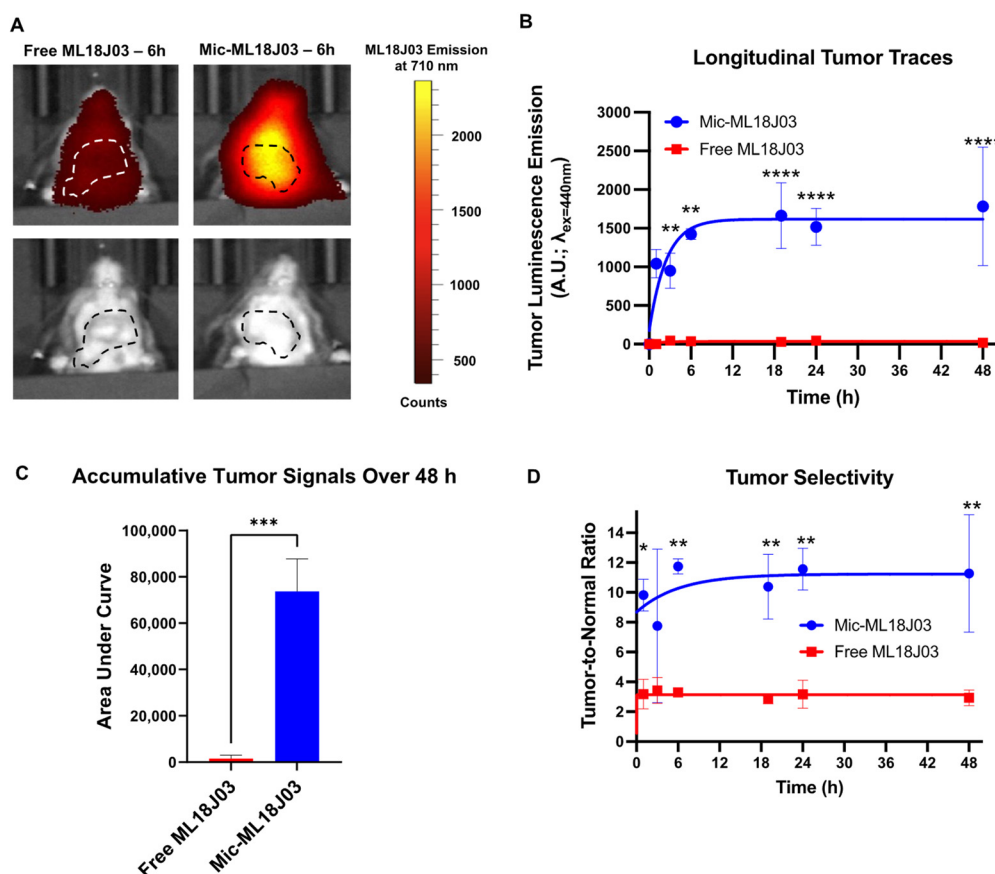 A
Free ML18J03 – 6h
Mic-ML18J03 – 6h
ML18J03 Emission
at 710 nm
2000
1500
1000
500
Counts
B
Longitudinal Tumor Traces
Tumor Luminescence Emission
(A.U.; λex=440nm)
3000
2500
2000
1500
1000
500
0
Mic-ML18J03
Free ML18J03
**
**
****
****
****
0 6 12 18 24 30 36 42 48
Time (h)
C
Accumulative Tumor Signals Over 48 h
Area Under Curve
100,000
80,000
60,000
40,000
20,000
0
***
Free ML18J03
Mic-ML18J03
D
Tumor Selectivity
Tumor-to-Normal Ratio
14
12
10
8
6
4
2
0
*
**
**
**
**
Mic-ML18J03
Free ML18J03
0 6 12 18 24 30 36 42 48
Time (h)